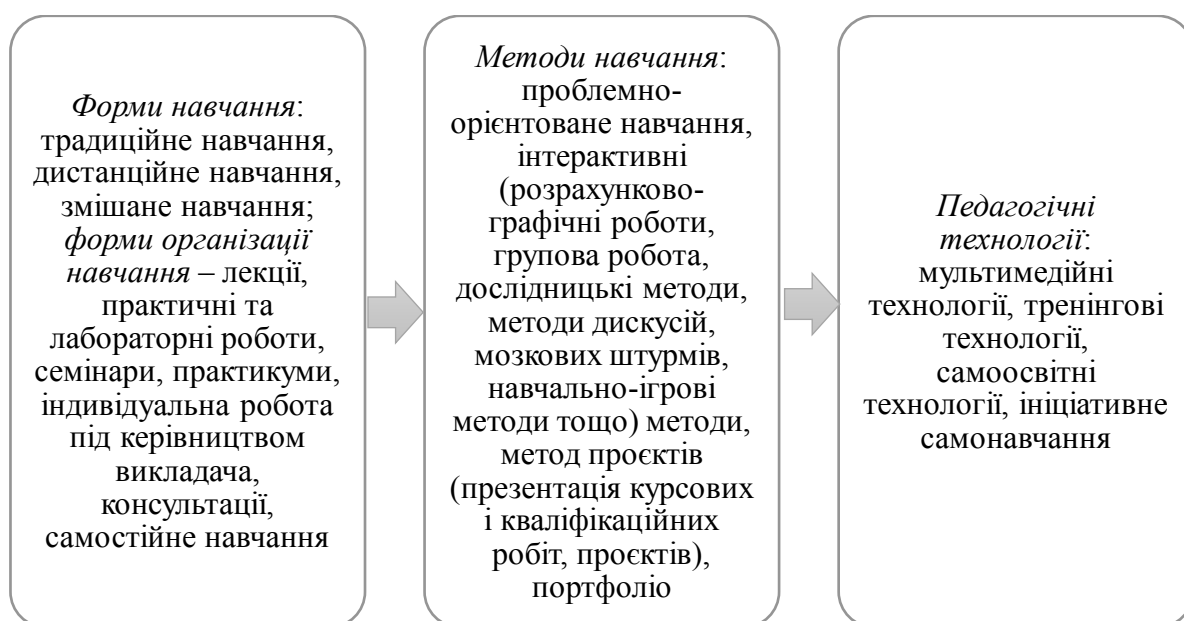 Форми навчання:
традиційне навчання,
дистанційне навчання,
змішане навчання;
форми організації
навчання – лекції,
практичні та
лабораторні роботи,
семінари, практикуми,
індивідуальна робота
під керівництвом
викладача,
консультації,
самостійне навчання
Методи навчання:
проблемно-
орієнтоване навчання,
інтерактивні
(розрахунково-
графічні роботи,
групова робота,
дослідницькі методи,
методи дискусій,
мозкових штурмів,
навчально-ігрові
методи тощо) методи,
метод проєктів
(презентація курсових
і кваліфікаційних
робіт, проєктів),
портфоліо
Педагогічні
технології:
мультимедійні
технології, тренінгові
технології,
самоосвітні
технології, ініціативне
самонавчання